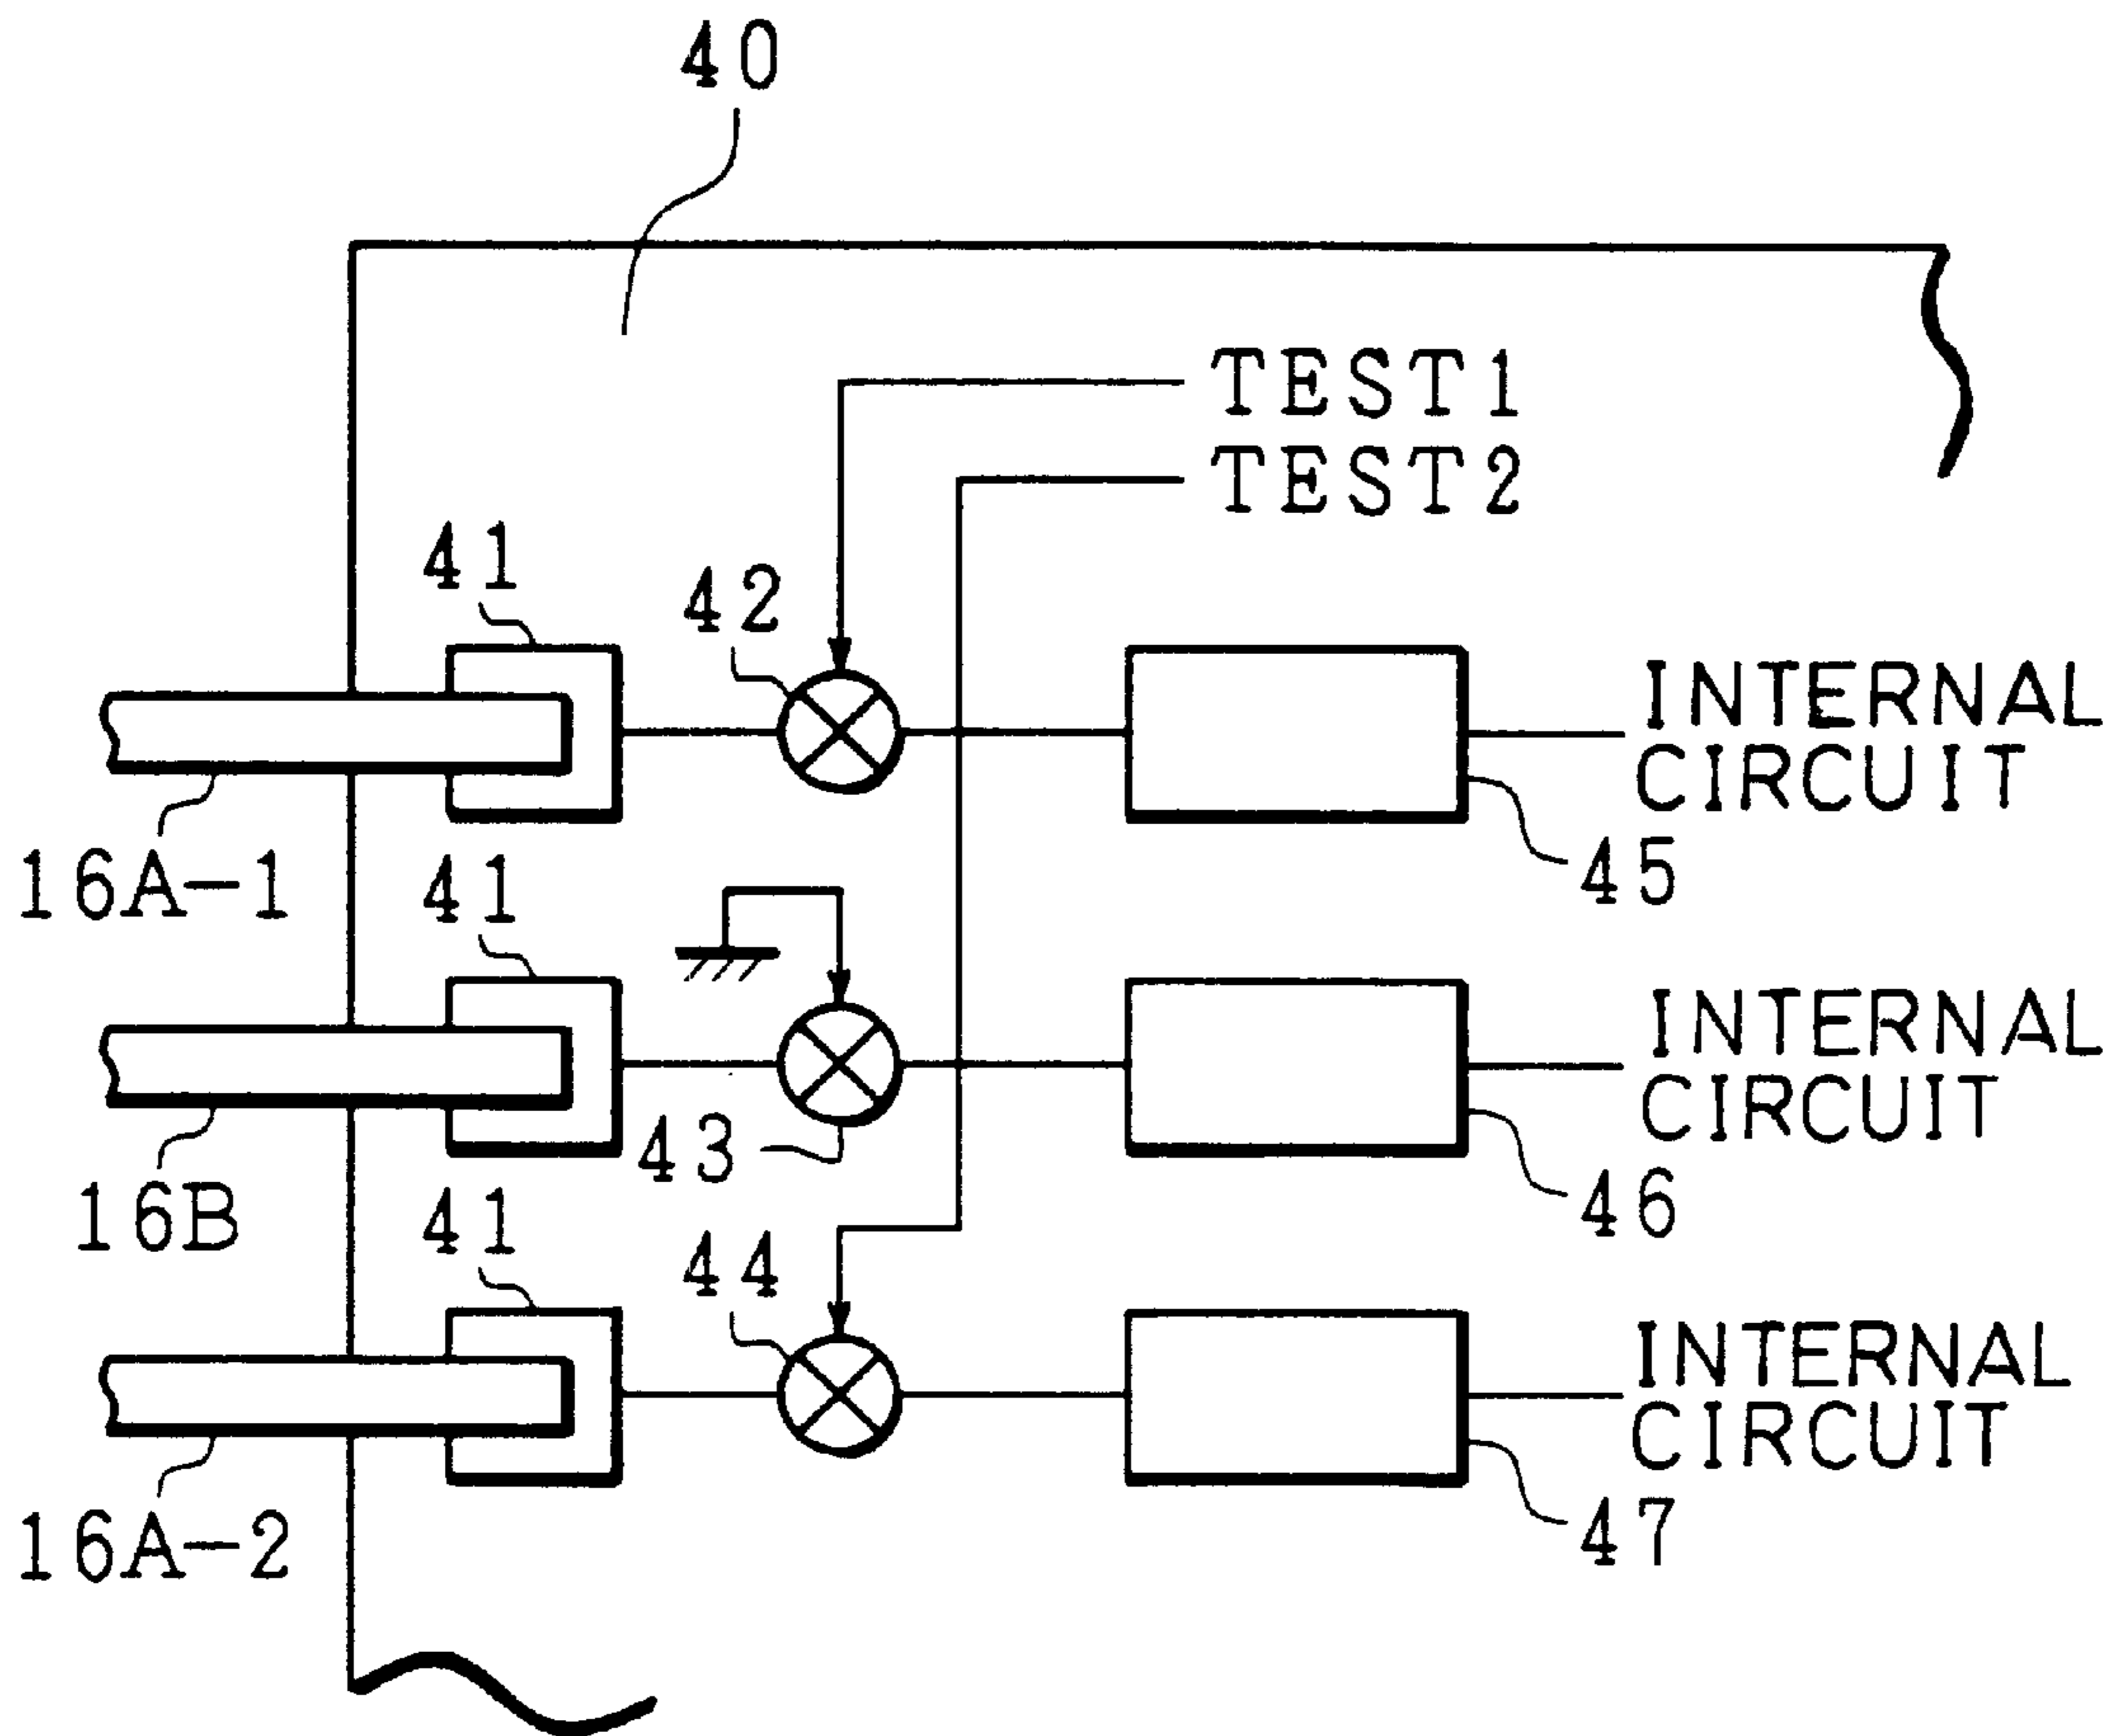 40
TEST1
TEST2
41
42
INTERNAL
CIRCUIT
45
16A-1
41
INTERNAL
CIRCUIT
43
46
16B
41
44
INTERNAL
CIRCUIT
47
16A-2